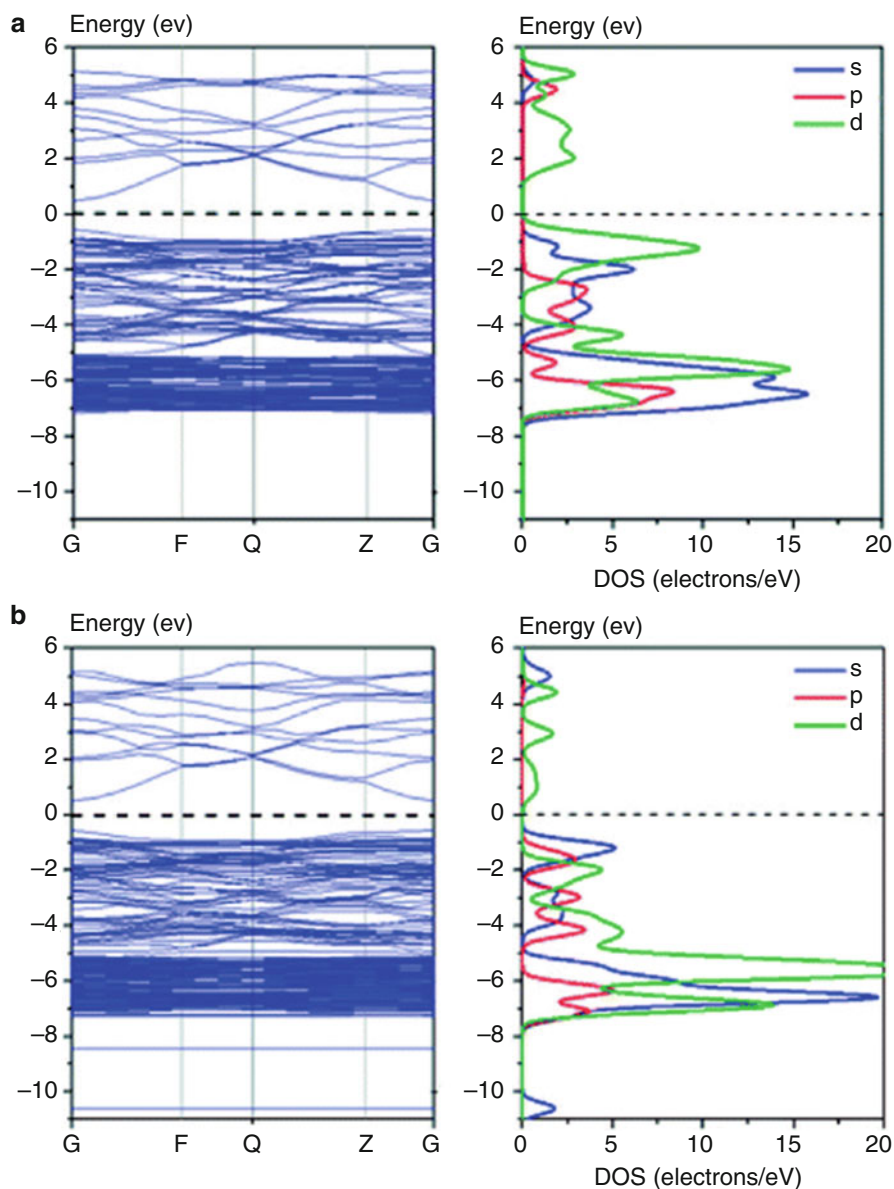 a
Energy (ev)
Energy (ev)
6
4
2
0
–2
–4
–6
–8
–10
G F Q Z G
6
4
2
0
–2
–4
–6
–8
–10
s
p
d
0 5 10 15 20
DOS (electrons/eV)
b
Energy (ev)
Energy (ev)
6
4
2
0
–2
–4
–6
–8
–10
G F Q Z G
6
4
2
0
–2
–4
–6
–8
–10
s
p
d
0 5 10 15 20
DOS (electrons/eV)